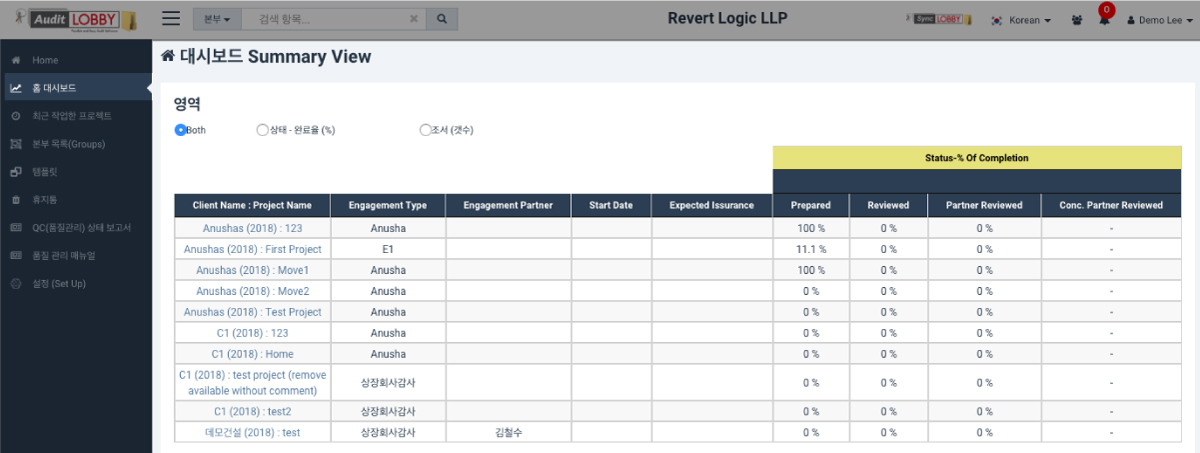 Audit LOBBY
본부
검색 항목...
Revert Logic LLP
Sync LOBBY
Korean
0
Demo Lee
Home
홈 대시보드
최근 작업한 프로젝트
본부 목록(Groups)
템플릿
휴지통
QC(품질관리) 상태 보고서
품질 관리 매뉴얼
설정 (Set Up)
대시보드 Summary View
영역
Both 상태 - 완료율 (%) 조서 (갯수)
Status-% Of Completion
Client Name : Project Name Engagement Type Engagement Partner Start Date Expected Issurance Prepared Reviewed Partner Reviewed Conc. Partner Reviewed
Anushas (2018) : 123 Anusha 100 % 0 % 0 % -
Anushas (2018) : First Project E1 11.1 % 0 % 0 % -
Anushas (2018) : Move1 Anusha 100 % 0 % 0 % -
Anushas (2018) : Move2 Anusha 0 % 0 % 0 % -
Anushas (2018) : Test Project Anusha 0 % 0 % 0 % -
C1 (2018) : 123 Anusha 0 % 0 % 0 % -
C1 (2018) : Home Anusha 0 % 0 % 0 % -
C1 (2018) : test project (remove
available without comment) 상장회사감사 0 % 0 % 0 % -
C1 (2018) : test2 상장회사감사 0 % 0 % 0 % -
데모건설 (2018) : test 상장회사감사 김철수 0 % 0 % 0 % -